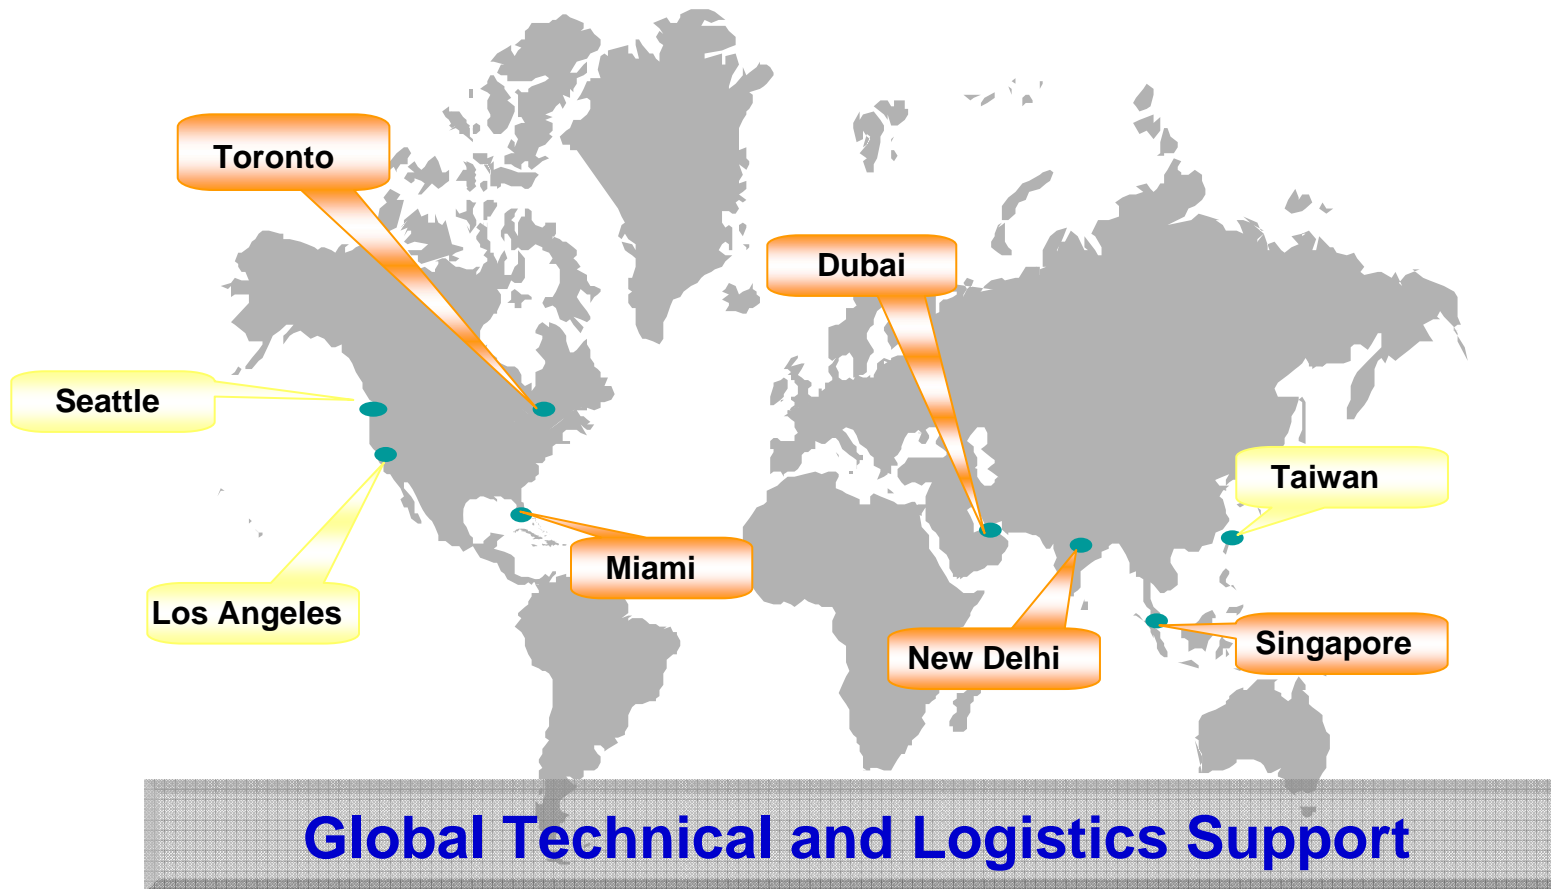 Toronto
Dubai
Seattle
Taiwan
Miami
Los Angeles
New Delhi
Singapore
Global Technical and Logistics Support